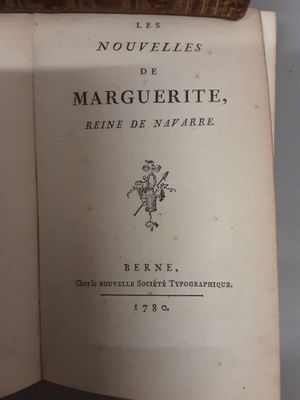 LES
NOUVELLES
DE
MARGUERITE,
REINE DE NAVARRE.
BERNE,
Chez la NOUVELLE SOCIÉTÉ TYPOGRAPHIQUE.
1780.